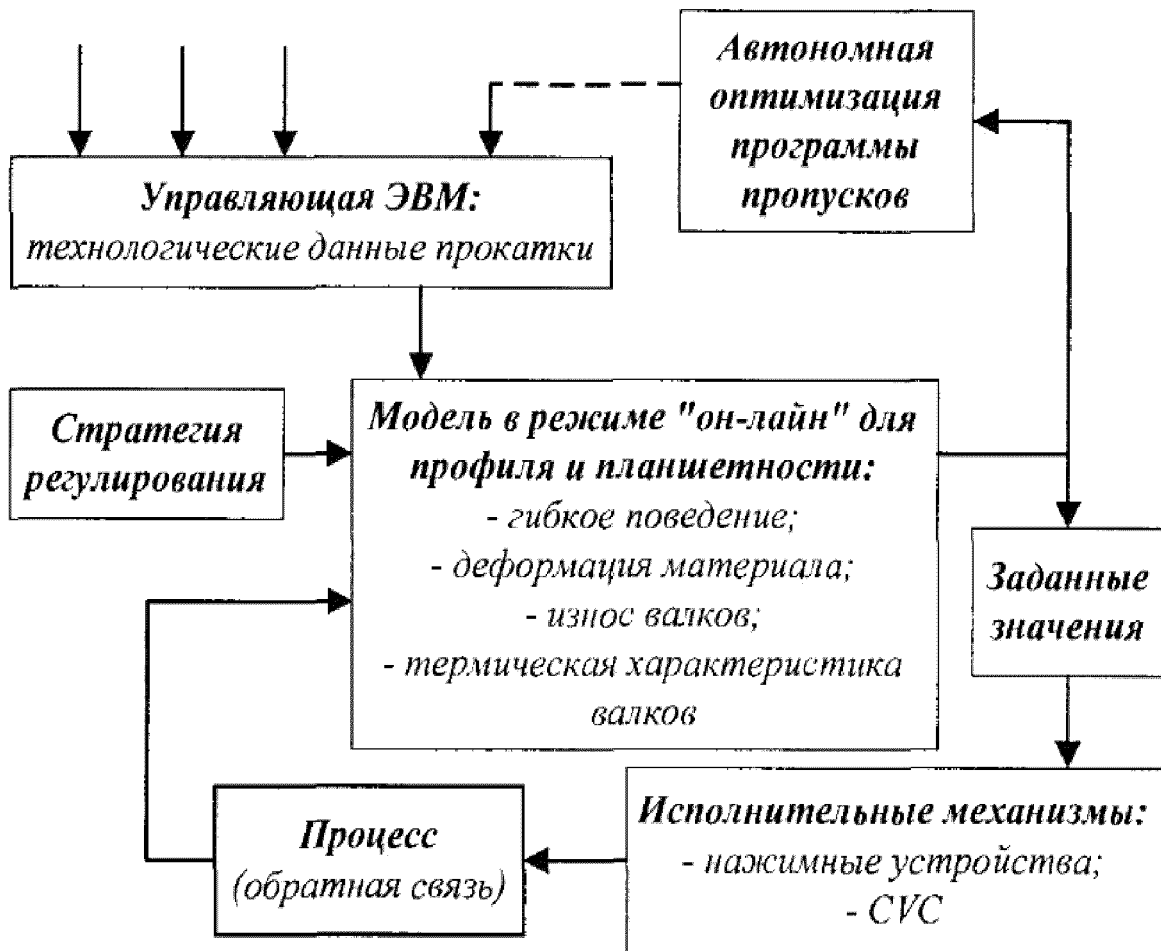 Автономная
оптимизация
программы
пропусков
Управляющая ЭВМ:
технологические данные прокатки
Стратегия
регулирования
Модель в режиме "он-лайн" для
профиля и планшетности:
- гибкое поведение;
- деформация материала;
- износ валков;
- термическая характеристика
валков
Заданные
значения
Исполнительные механизмы:
- нажимные устройства;
- CVC
Процесс
(обратная связь)